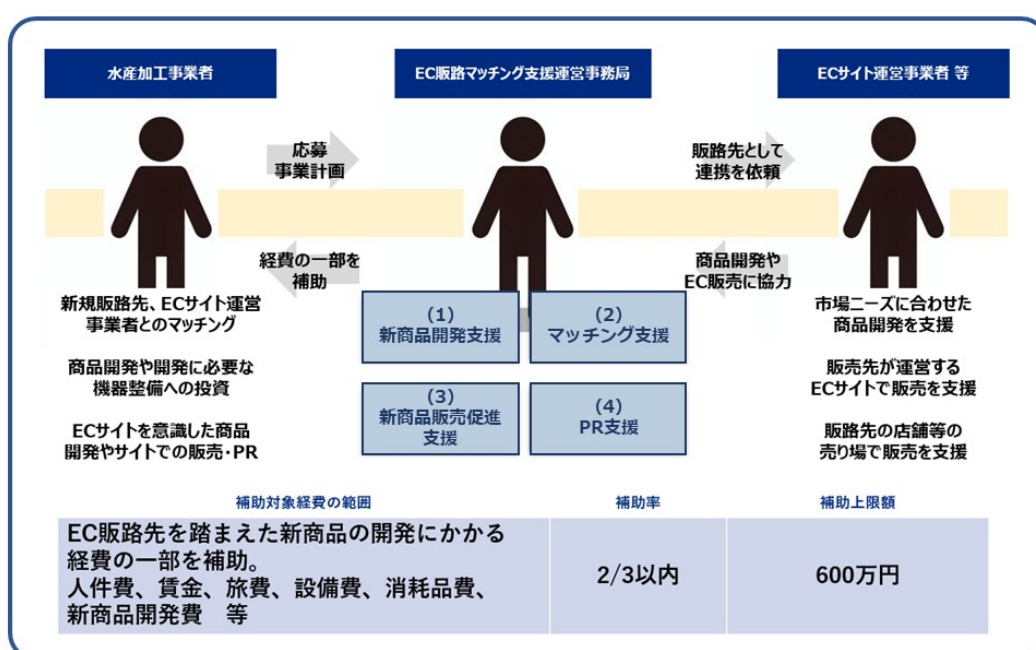 水産加工事業者
EC販路マッチング支援運営事務局
ECサイト運営事業者 等
応募
事業計画
販路先として
連携を依頼
経費の一部を
補助
商品開発や
EC販売に協力
新規販路先、ECサイト運営
事業者とのマッチング
商品開発や開発に必要な
機器整備への投資
ECサイトを意識した商品
開発やサイトでの販売・PR
(1)
新商品開発支援
(2)
マッチング支援
(3)
新商品販売促進
支援
(4)
PR支援
市場ニーズに合わせた
商品開発を支援
販売先が運営する
ECサイトで販売を支援
販路先の店舗等の
売り場で販売を支援
補助対象経費の範囲
補助率
補助上限額
EC販路先を踏まえた新商品の開発にかかる
経費の一部を補助。
人件費、賃金、旅費、設備費、消耗品費、
新商品開発費　等
2/3以内
600万円